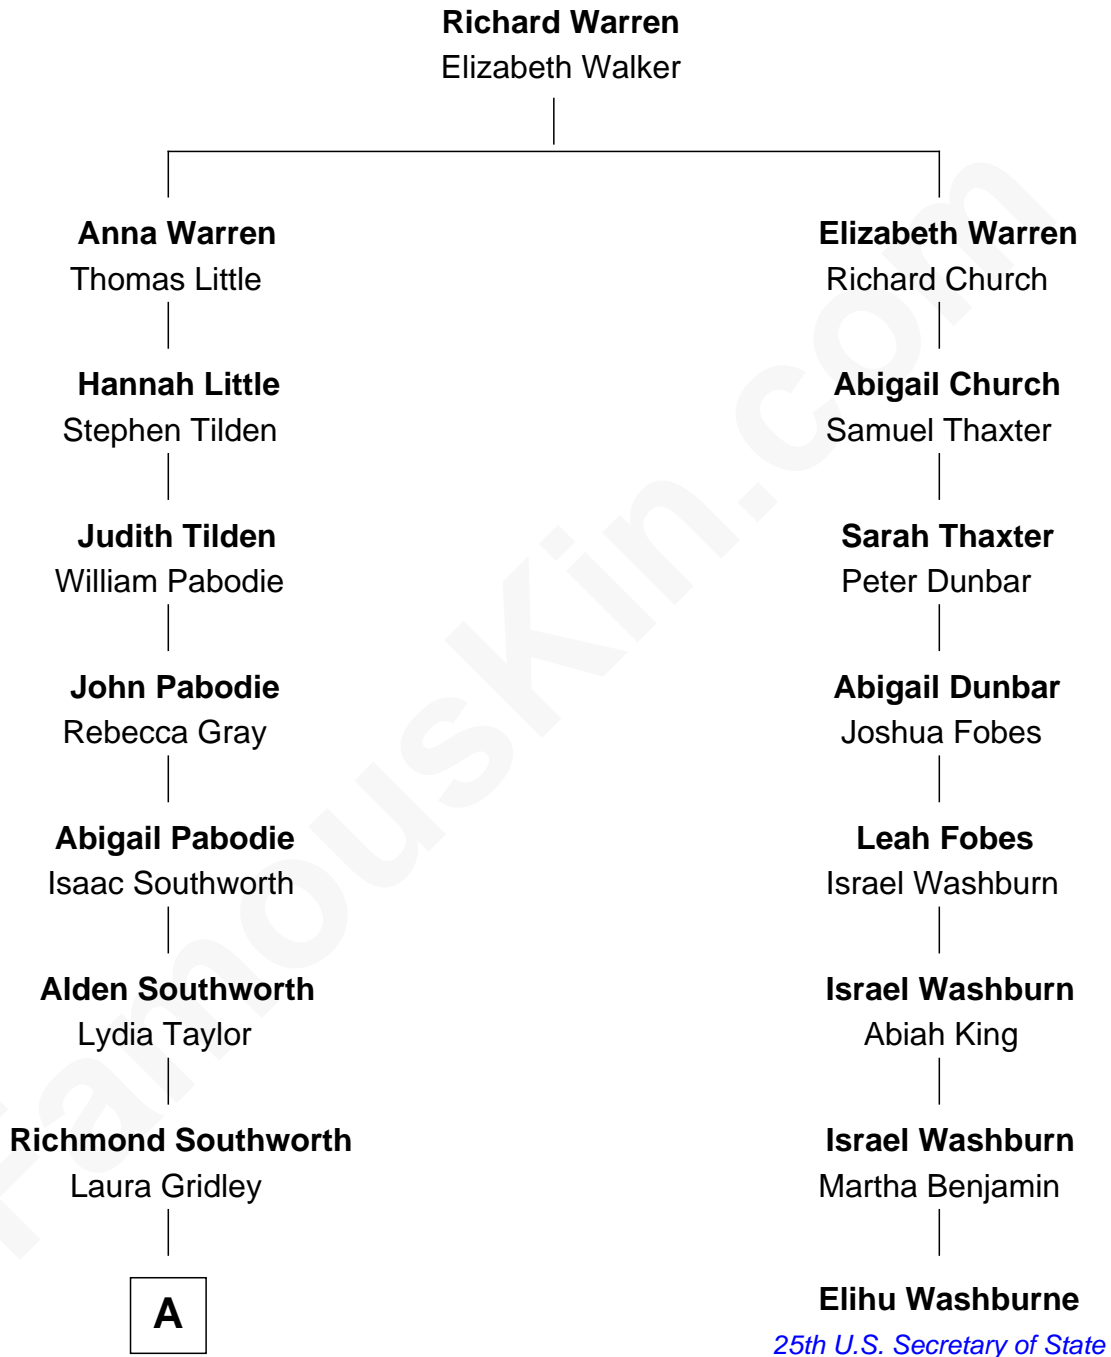 Richard Warren
Elizabeth Walker
Anna Warren
Thomas Little
Elizabeth Warren
Richard Church
Hannah Little
Stephen Tilden
Abigail Church
Samuel Thaxter
Judith Tilden
William Pabodie
Sarah Thaxter
Peter Dunbar
John Pabodie
Rebecca Gray
Abigail Dunbar
Joshua Fobes
Abigail Pabodie
Isaac Southworth
Leah Fobes
Israel Washburn
Alden Southworth
Lydia Taylor
Israel Washburn
Abiah King
Richmond Southworth
Laura Gridley
Israel Washburn
Martha Benjamin
A
Elihu Washburne
25th U.S. Secretary of State
FamousKin.com